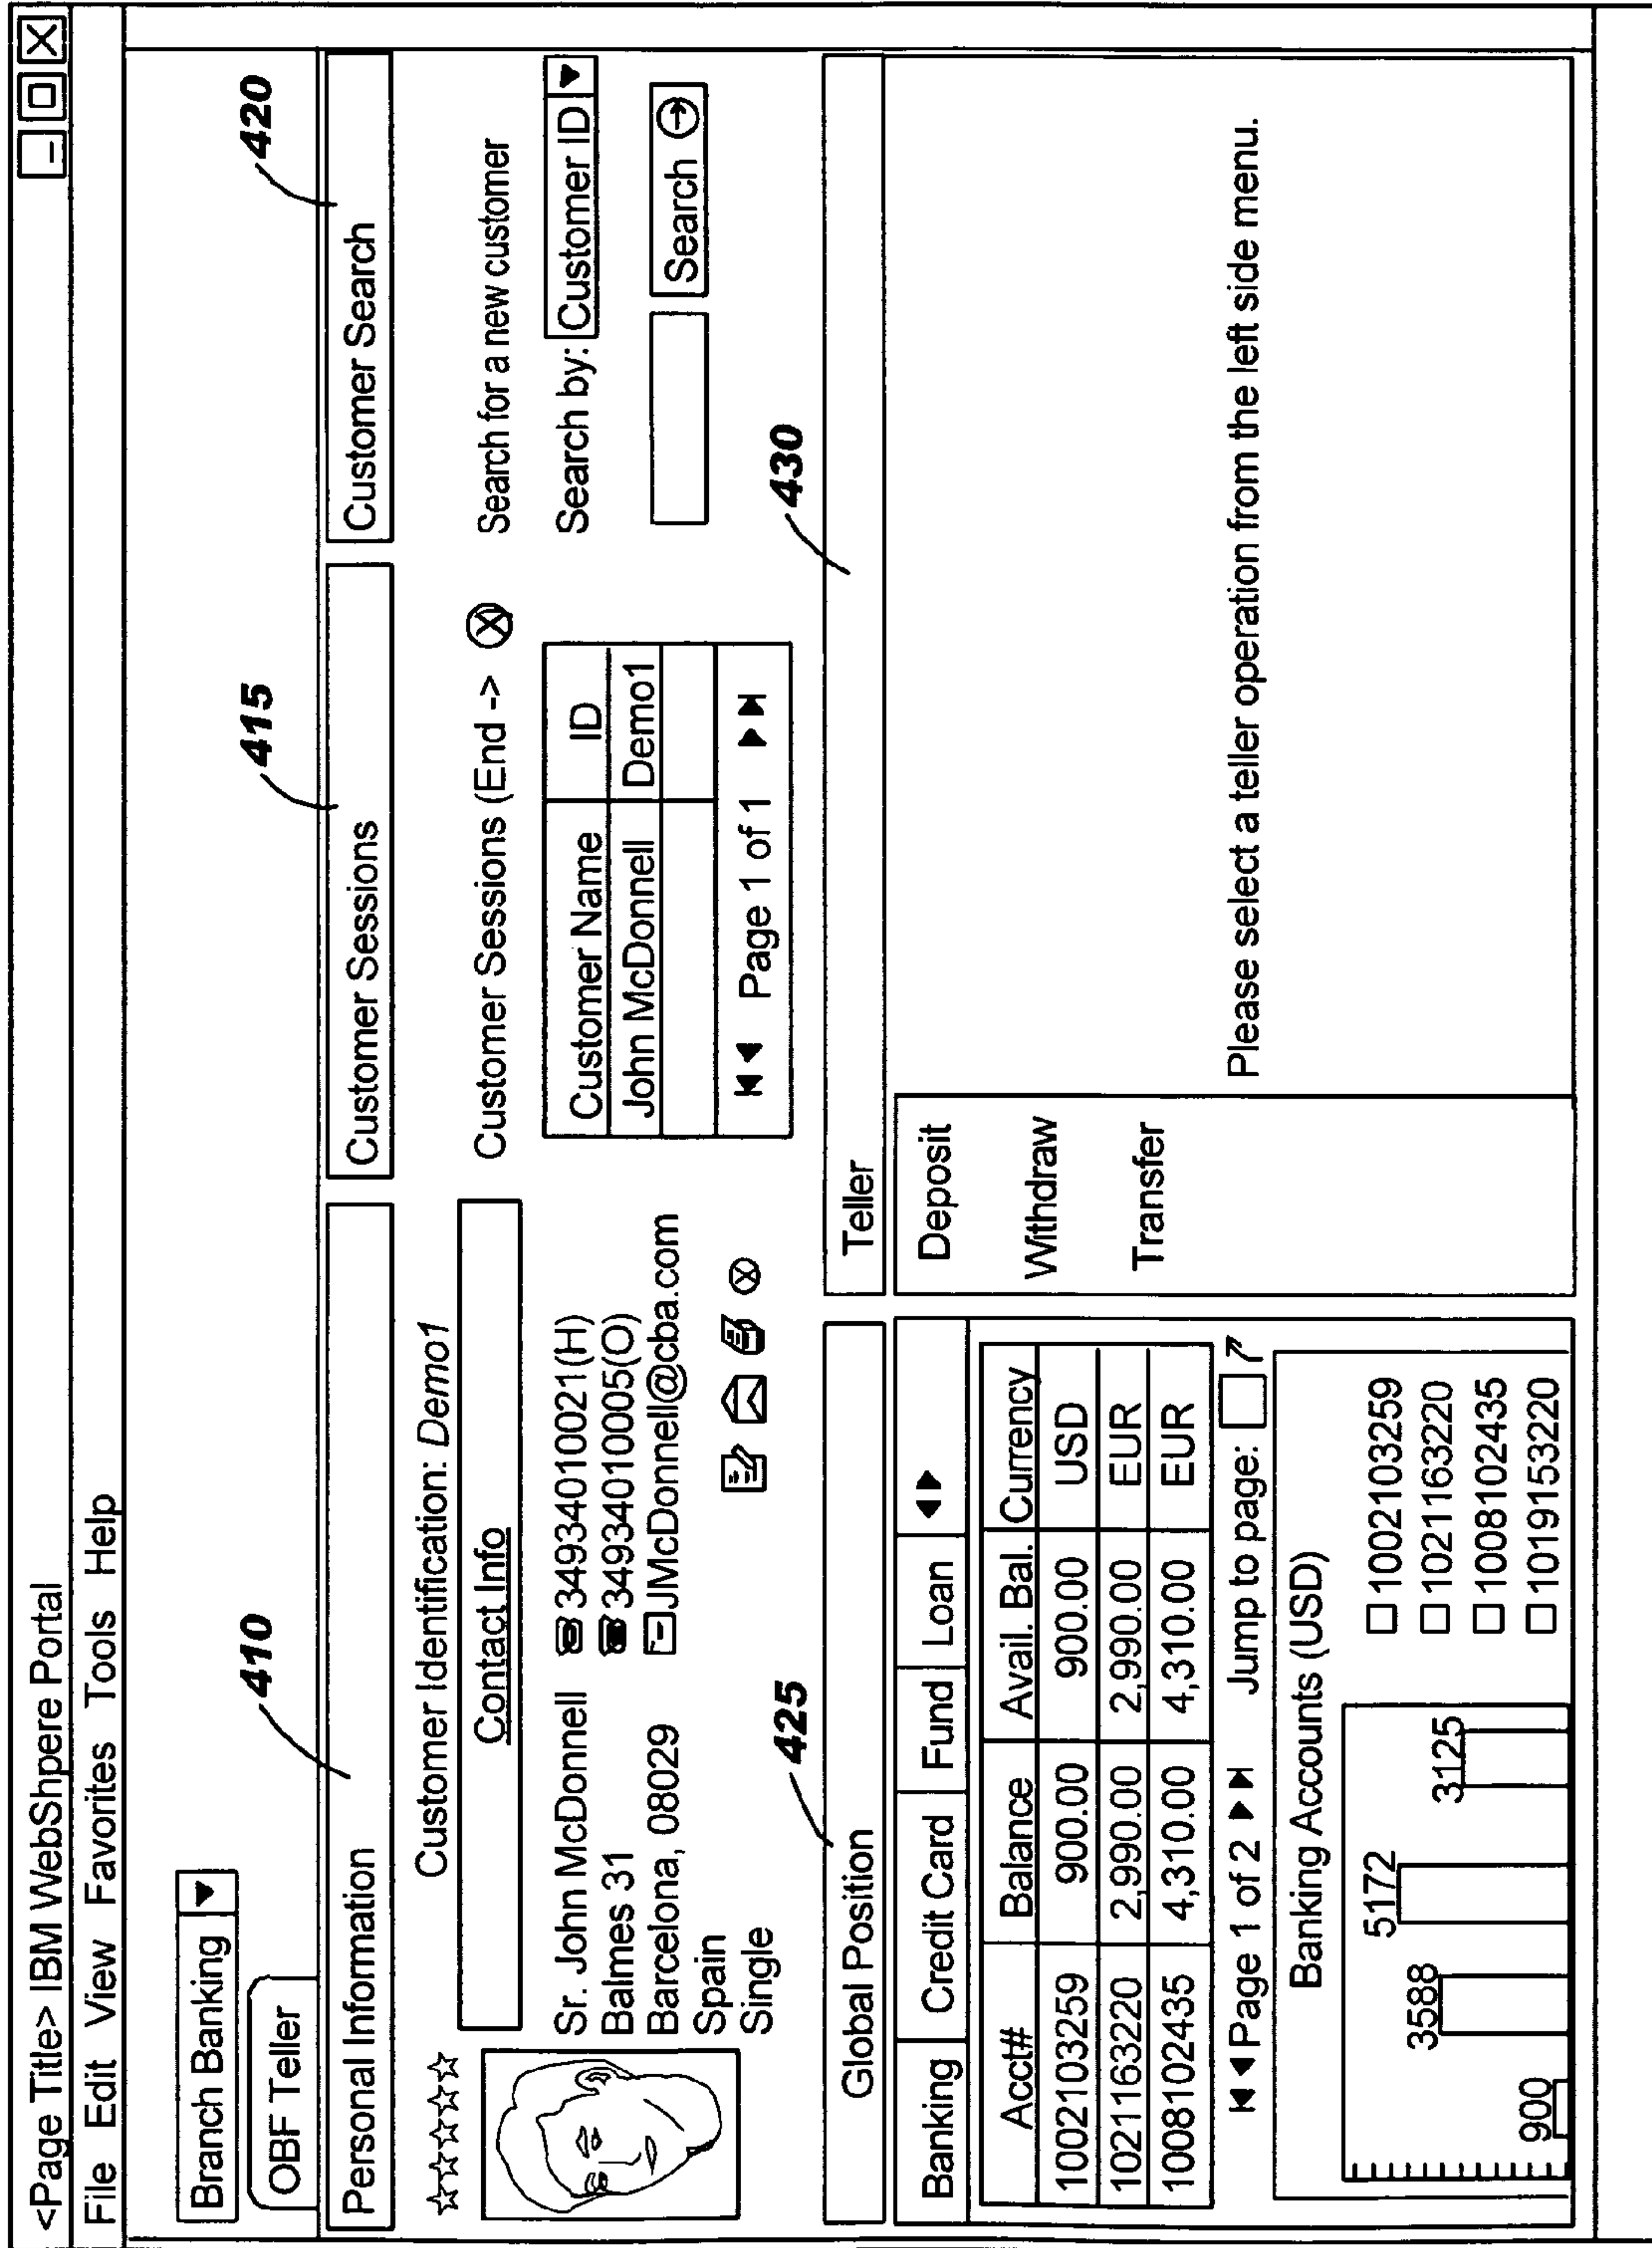 <Page Title> IBM WebShpere Portal
File Edit View Favorites Tools Help
Branch Banking
OBF Teller
410
415
420
Personal Information
Customer Identification: Demo1
Contact Info
Sr. John McDonnell
Balmes 31
Barcelona, 08029
Spain
Single
34934010021(H)
34934010005(O)
JMcDonnell@cba.com
Customer Sessions
Customer Sessions (End ->
Customer Name ID
John McDonnell Demo1
Page 1 of 1
Customer Search
Search for a new customer
Search by: Customer ID
Search
425
Global Position
Banking Credit Card Fund Loan
Acct# Balance Avail. Bal. Currency
1002103259 900.00 900.00 USD
1021163220 2,990.00 2,990.00 EUR
1008102435 4,310.00 4,310.00 EUR
Page 1 of 2 Jump to page:
Banking Accounts (USD)
900 3588 5172 3125
1002103259
1021163220
1008102435
1019153220
430
Teller
Deposit
Withdraw
Transfer
Please select a teller operation from the left side menu.